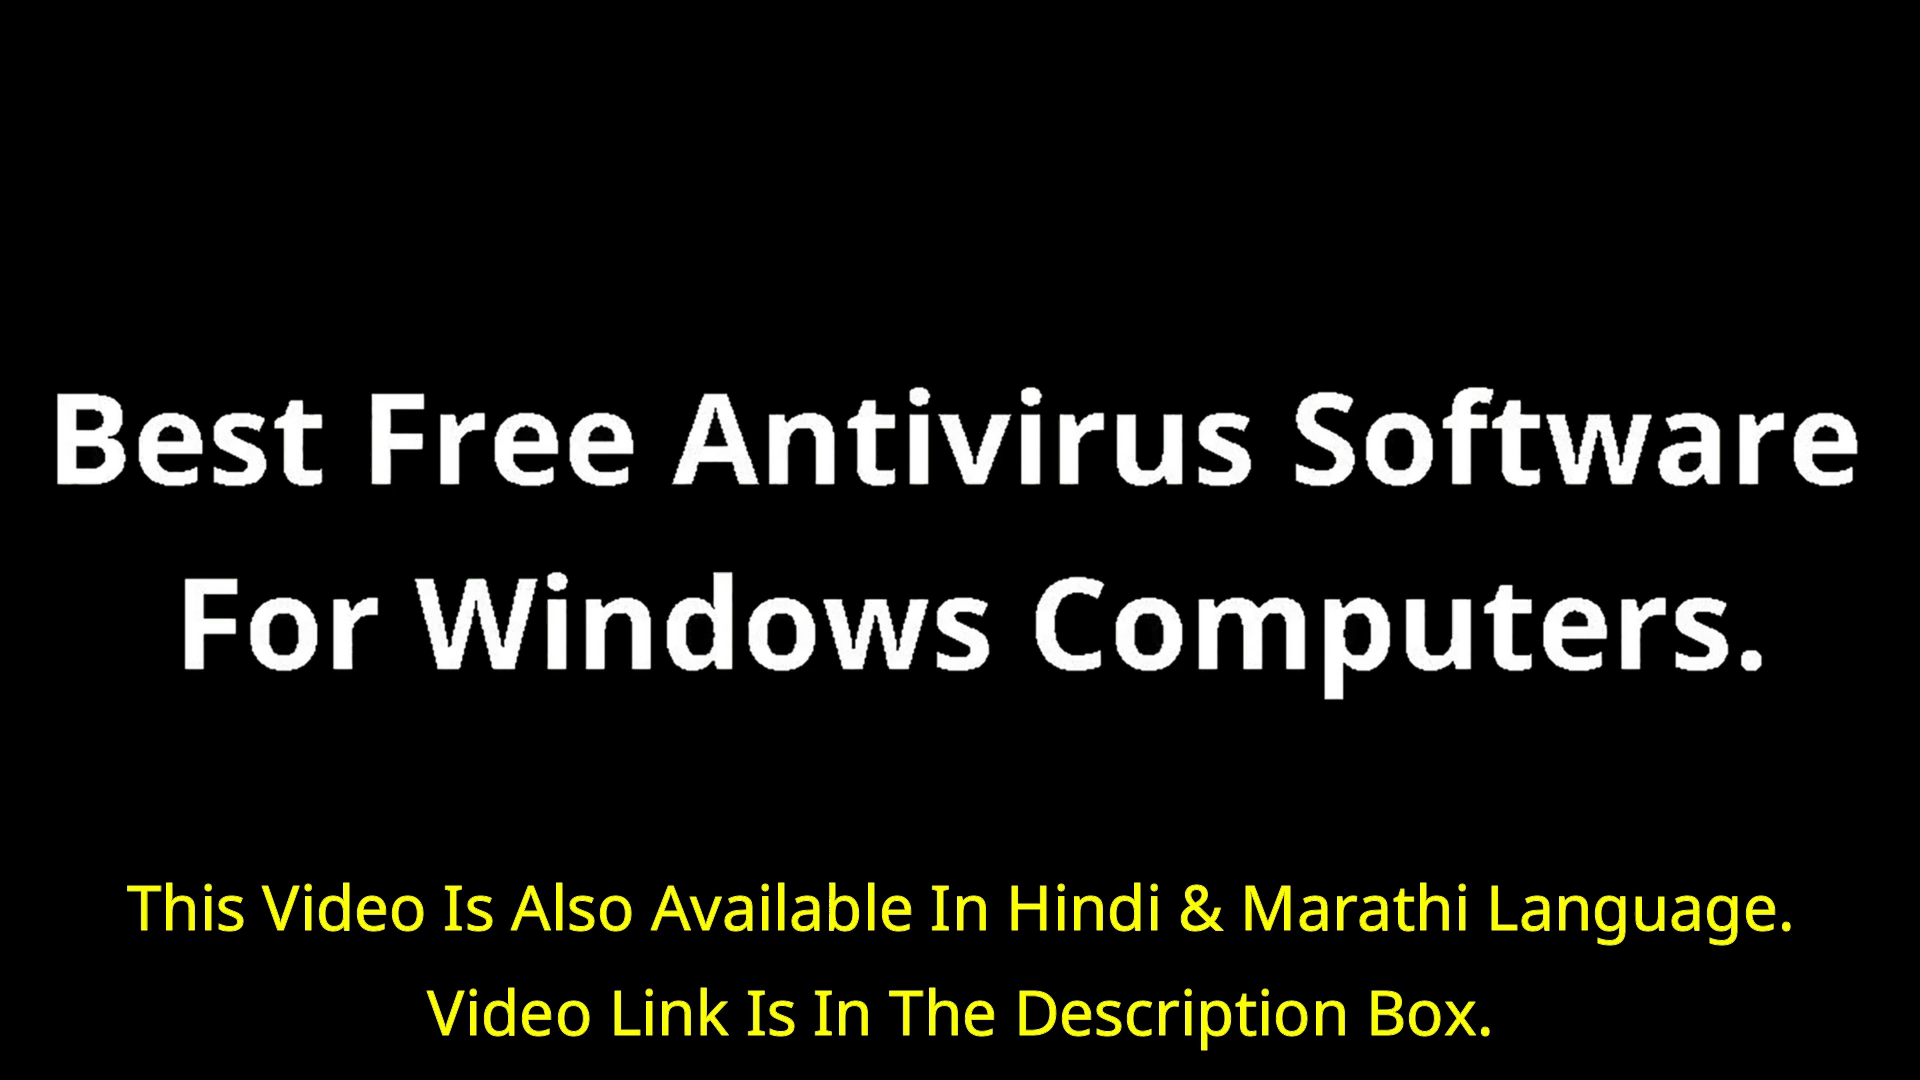 Best Free Antivirus Software
For Windows Computers.
This Video Is Also Available In Hindi & Marathi Language.
Video Link Is In The Description Box.